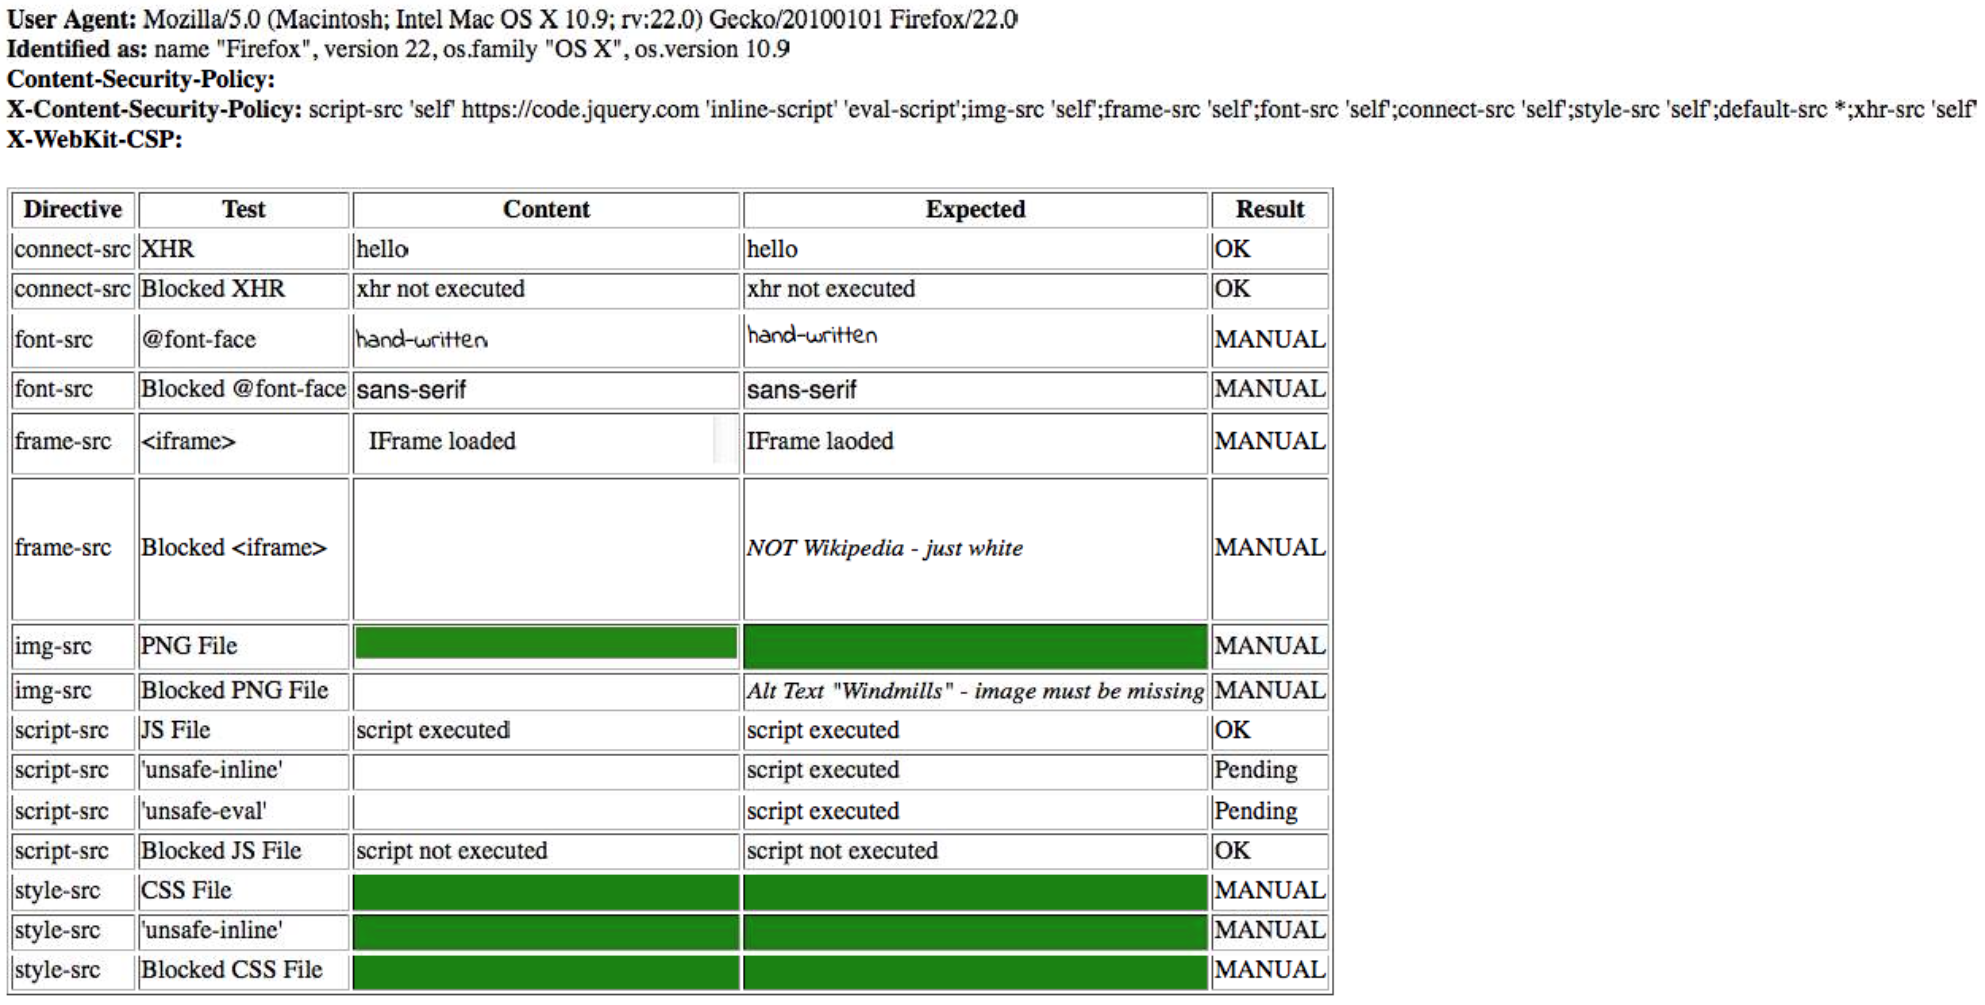 User Agent: Mozilla/5.0 (Macintosh; Intel Mac OS X 10.9; rv:22.0) Gecko/20100101 Firefox/22.0
Identified as: name "Firefox", version 22, os.family "OS X", os.version 10.9
Content-Security-Policy:
X-Content-Security-Policy: script-src 'self' https://code.jquery.com 'inline-script' 'eval-script';img-src 'self';frame-src 'self';font-src 'self';connect-src 'self';style-src 'self';default-src *;xhr-src 'self'
X-WebKit-CSP:
Directive Test Content Expected Result
connect-src XHR hello hello OK
connect-src Blocked XHR xhr not executed xhr not executed OK
font-src @font-face hand-written hand-written MANUAL
font-src Blocked @font-face sans-serif sans-serif MANUAL
frame-src <iframe> IFrame loaded IFrame laoded MANUAL
frame-src Blocked <iframe> NOT Wikipedia - just white MANUAL
img-src PNG File MANUAL
img-src Blocked PNG File Alt Text "Windmills" - image must be missing MANUAL
script-src JS File script executed script executed OK
script-src 'unsafe-inline' script executed Pending
script-src 'unsafe-eval' script executed Pending
script-src Blocked JS File script not executed script not executed OK
style-src CSS File MANUAL
style-src 'unsafe-inline' MANUAL
style-src Blocked CSS File MANUAL